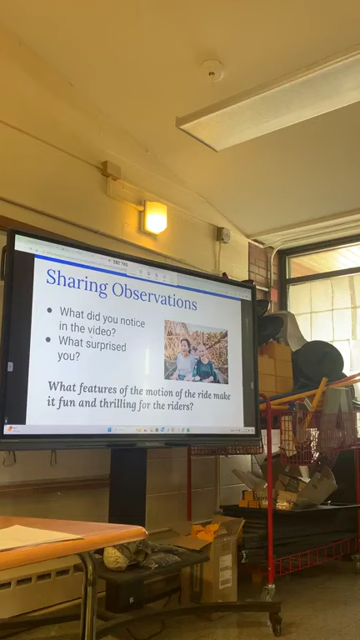 Sharing Observations
• What did you notice
in the video?
• What surprised
you?
What features of the motion of the ride make
it fun and thrilling for the riders?